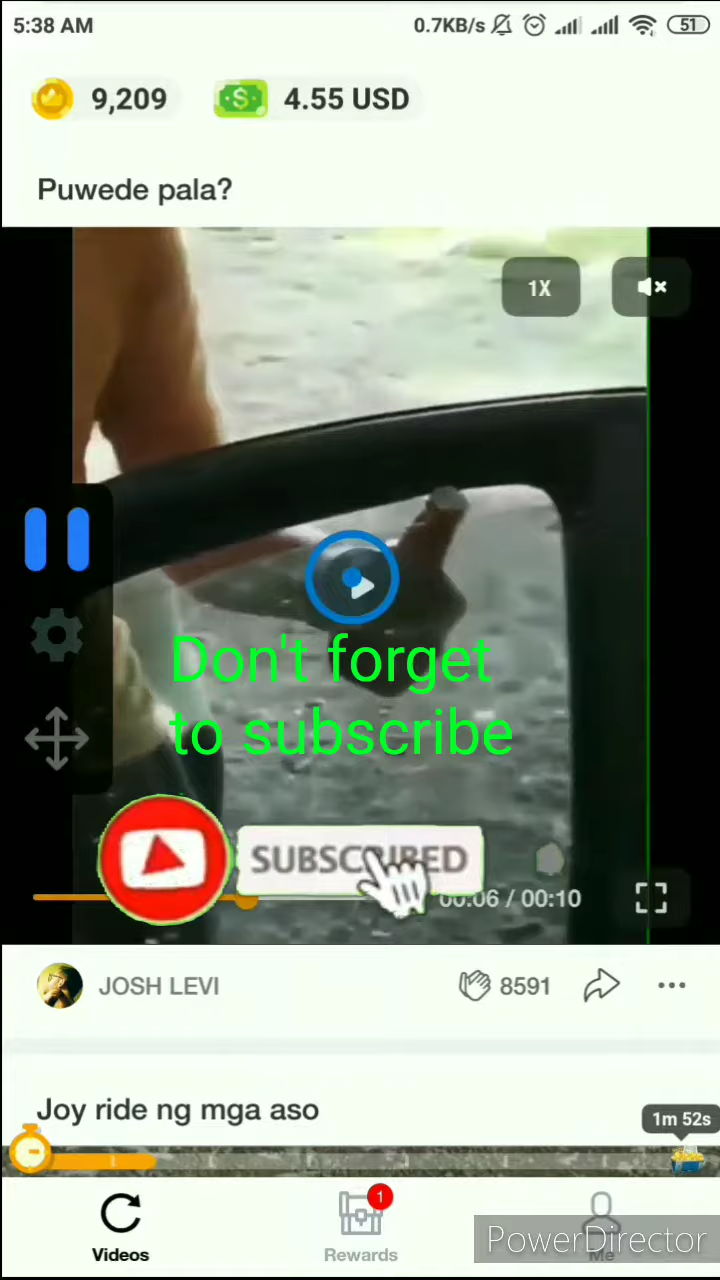 5:38 AM
0.7KB/s
51
9,209
4.55 USD
Puwede pala?
1X
Don't forget
to subscribe
SUBSCRIBED
00:06 / 00:10
JOSH LEVI
8591
Joy ride ng mga aso
1m 52s
1
Videos
Rewards
Me
PowerDirector